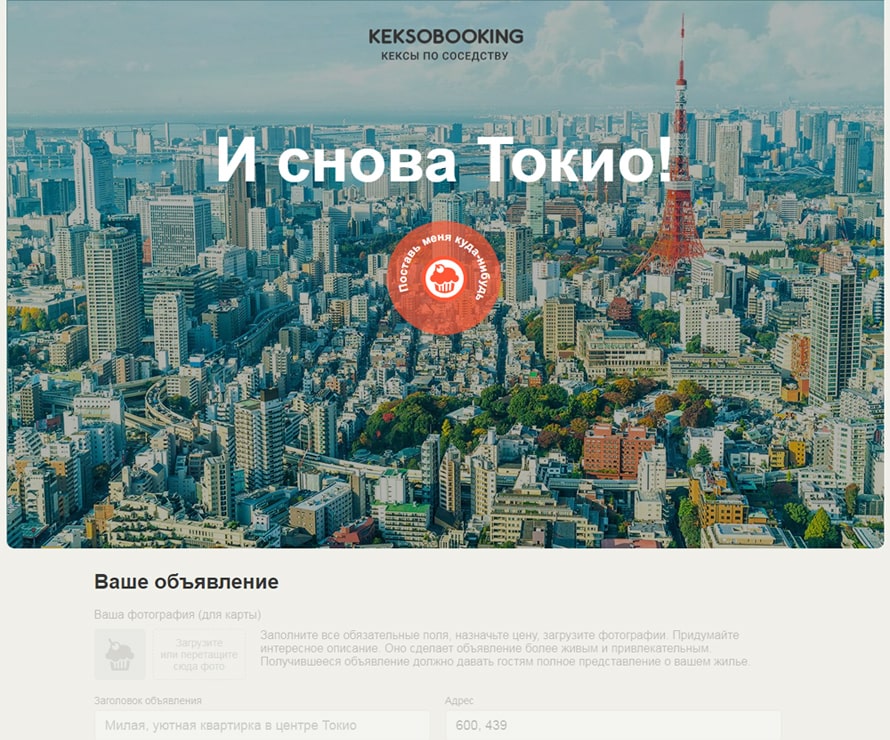 KEKSOBOOKING
КЕКСЫ ПО СОСЕДСТВУ
И снова Токио!
Поставь меня куда-нибудь
Ваше объявление
Ваша фотография (для карты)
Загрузите
или перетащите
сюда фото
Заполните все обязательные поля, назначьте цену, загрузите фотографии. Придумайте
интересное описание. Оно сделает объявление более живым и привлекательным.
Получившееся объявление должно давать гостям полное представление о вашем жилье.
Заголовок объявления
Адрес
Милая, уютная квартирка в центре Токио
600, 439